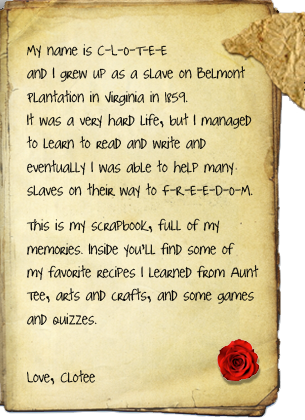 My name is C-L-O-T-E-E
and I grew up as a slave on Belmont
Plantation in Virginia in 1859.
It was a very hard life, but I managed
to learn to read and write and
eventually I was able to help many
slaves on their way to F-R-E-E-D-O-M.
This is my scrapbook, full of my
memories. Inside you'll find some of
my favorite recipes I learned from Aunt
Tee, arts and crafts, and some games
and quizzes.
Love, Clotee